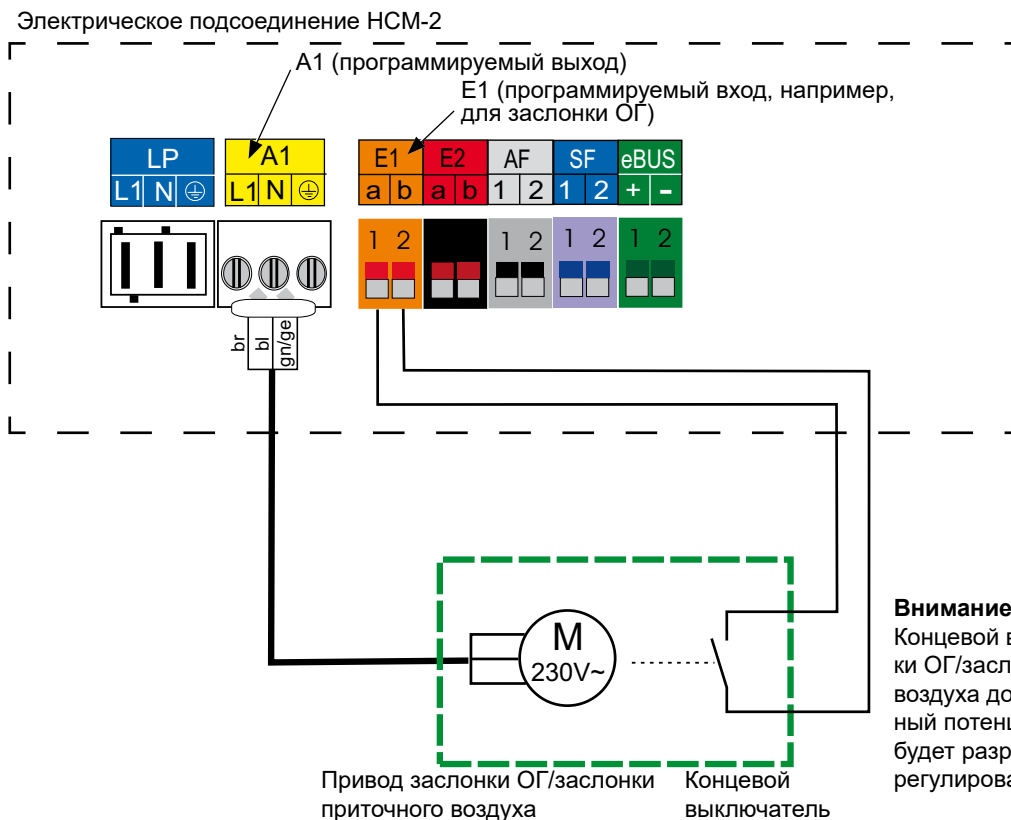 Электрическое подсоединение HCM-2
A1 (программируемый выход)
E1 (программируемый вход, например,
для заслонки ОГ)
LP A1 E1 E2 AF SF eBUS
L1 N L1 N a b a b 1 2 1 2 + -
1 2 1 2 1 2 1 2
br bl gn/ge
M
230V~
Внимание
Концевой
ки ОГ/засл
воздуха до
ный потенц
будет разр
регулирова
Привод заслонки ОГ/заслонки
приточного воздуха
Концевой
выключатель